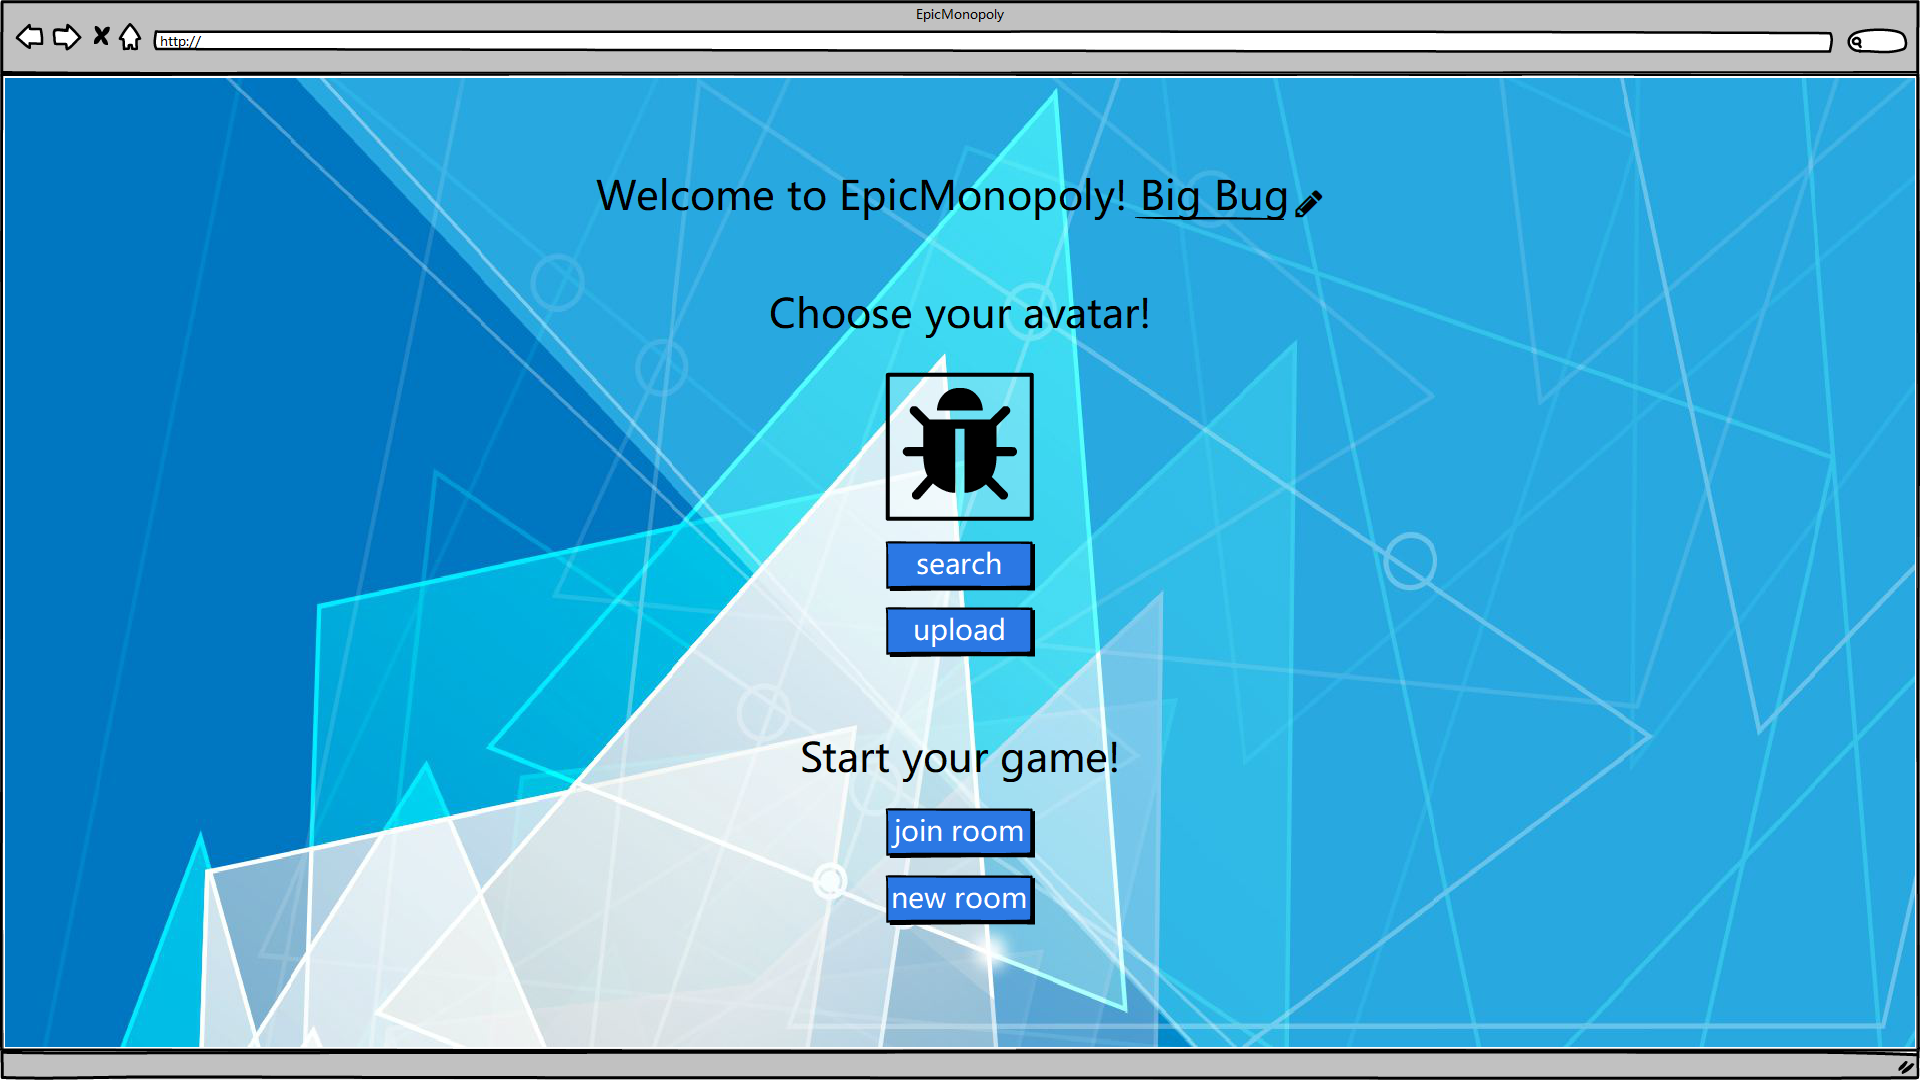 EpicMonopoly
http://
Welcome to EpicMonopoly! Big Bug
Choose your avatar!
search
upload
Start your game!
join room
new room